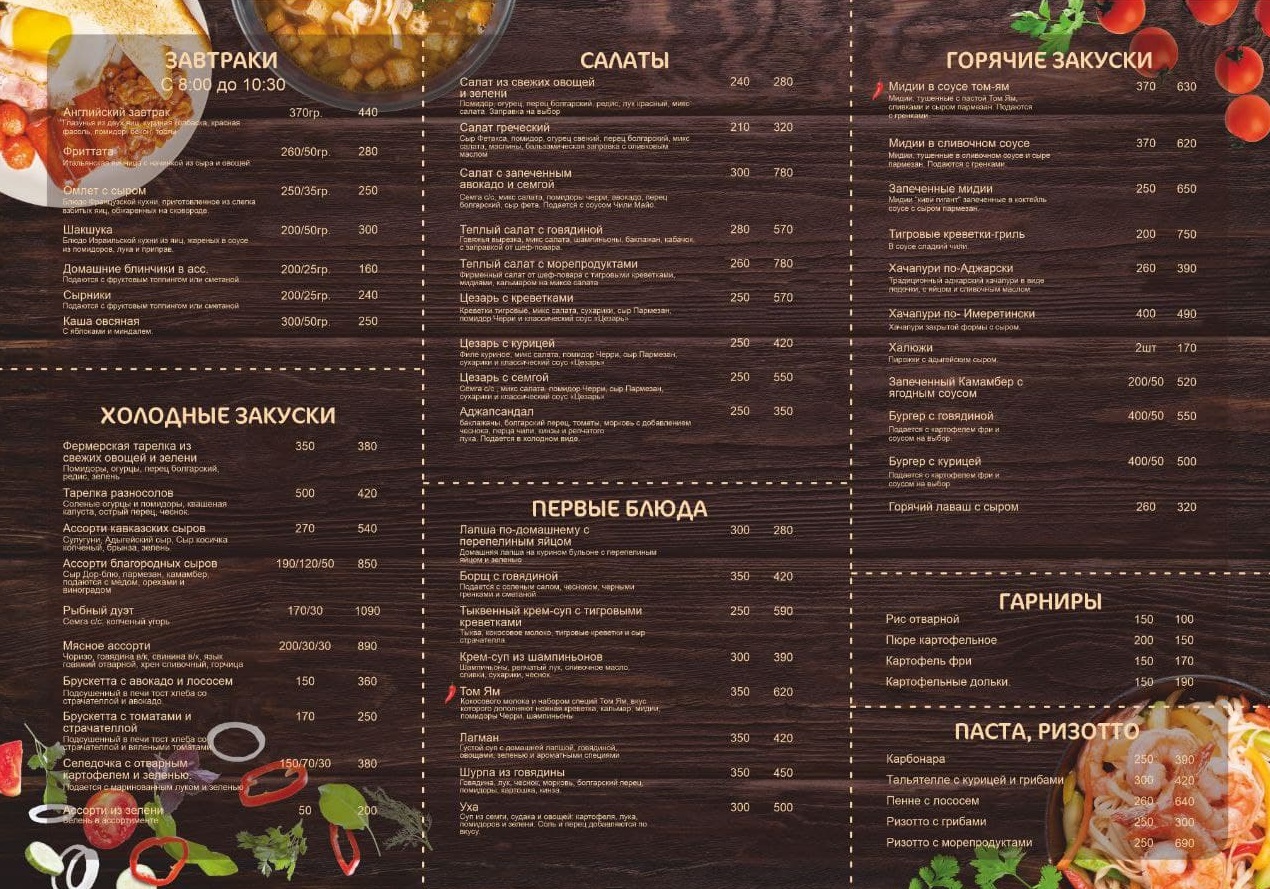 ЗАВТРАКИ
С 8:00 до 10:30
Английский завтрак 370гр. 440
Глазунья из двух яиц, куриная колбаска, красная
фасоль, помидор, бекон, тосты
Фриттата 260/50гр. 280
Итальянская яичница с начинкой из сыра и овощей.
Омлет с сыром 250/35гр. 250
Блюдо Французской кухни, приготовленное из слегка
взбитых яиц, обжаренных на сковороде.
Шакшука 200/50гр. 300
Блюдо Израильской кухни из яиц, жареных в соусе
из помидоров, лука и приправ.
Домашние блинчики в асс. 200/25гр. 160
Подаются с фруктовым топпингом или сметаной
Сырники 200/25гр. 240
Подаются с фруктовым топпингом или сметаной
Каша овсяная 300/50гр. 250
С яблоками и миндалем.
ХОЛОДНЫЕ ЗАКУСКИ
Фермерская тарелка из 350 380
свежих овощей и зелени
Помидоры, огурцы, перец болгарский,
редис, зелень
Тарелка разносолов 500 420
Соленые огурцы и помидоры, квашеная
капуста, острый перец, чеснок.
Ассорти кавказских сыров 270 540
Сулугуни, Адыгейский сыр, Сыр косичка
копченый, брынза, зелень.
Ассорти благородных сыров 190/120/50 850
Сыр Дор-блю, пармезан, камамбер,
подаются с медом, орехами и
виноградом
Рыбный дуэт 170/30 1090
Семга с/с, копченый угорь
Мясное ассорти 200/30/30 890
Чоризо, говядина в/к, свинина в/к, язык
говяжий отварной, хрен сливочный, горчица
Брускетта с авокадо и лососем 150 360
Подсушенный в печи тост хлеба со
страчателлой и авокадо.
Брускетта с томатами и 170 250
страчателлой
Подсушенный в печи тост хлеба со
страчателлой и вялеными томатами.
Селедочка с отварным 150/70/30 380
картофелем и зеленью.
Подается с маринованным луком и зеленью
Ассорти из зелени 50 200
Зелень в ассортименте
САЛАТЫ
Салат из свежих овощей 240 280
и зелени
Помидор, огурец, перец болгарский, редис, лук красный, микс
салата. Заправка на выбор
Салат греческий 210 320
Сыр Фетакса, помидор, огурец свежий, перец болгарский, микс
салата, маслины, бальзамическая заправка с оливковым
маслом
Салат с запеченным 300 780
авокадо и семгой
Семга с/с, микс салата, помидоры черри, авокадо, перец
болгарский, сыр фета. Подается с соусом Чили Майо.
Теплый салат с говядиной 280 570
Говяжья вырезка, микс салата, шампиньоны, баклажан, кабачок,
с заправкой от шеф-повара
Теплый салат с морепродуктами 260 780
Фирменный салат от шеф-повара с тигровыми креветками,
мидиями, кальмаром на миксе салата
Цезарь с креветками 250 570
Креветки тигровые, микс салата, сухарики, сыр Пармезан,
помидор Черри и классический соус «Цезарь»
Цезарь с курицей 250 420
Филе куриное, микс салата, помидор Черри, сыр Пармезан,
сухарики и классический соус «Цезарь»
Цезарь с семгой 250 550
Семга с/с , микс салата, помидор Черри, сыр Пармезан,
сухарики и классический соус «Цезарь»
Аджапсандал 250 350
баклажаны, болгарский перец, томаты, морковь с добавлением
чеснока, перца чили, кинзы и репчатого
лука. Подается в холодном виде.
ПЕРВЫЕ БЛЮДА
Лапша по-домашнему с 300 280
перепелиным яйцом
Домашняя лапша на курином бульоне с перепелиным
яйцом и зеленью
Борщ с говядиной 350 420
Подается с соленым салом, чесноком, черными
гренками и сметаной
Тыквенный крем-суп с тигровыми 250 590
креветками
Тыква, кокосовое молоко, тигровые креветки и сыр
страчателла
Крем-суп из шампиньонов 300 390
Шампиньоны, репчатый лук, сливочное масло,
сливки, сухарики, чеснок
Том Ям 350 620
Кокосового молока и набором специй Том Ям, вкус
которого дополняют нежная креветка, кальмар, мидии,
помидоры Черри, шампиньоны
Лагман 350 420
Густой суп с домашней лапшой, говядиной,
овощами, зеленью и ароматными специями
Шурпа из говядины 350 450
Говядина, лук, чеснок, морковь, болгарский перец,
помидоры, картошка, кинза.
Уха 300 500
Суп из семги, судака и овощей: картофеля, лука,
помидоров и зелени. Соль и перец добавляются по
вкусу.
ГОРЯЧИЕ ЗАКУСКИ
Мидии в соусе том-ям 370 630
Мидии, тушенные с пастой Том Ям,
сливками и сыром пармезан. Подаются
с гренками
Мидии в сливочном соусе 370 620
Мидии, тушенные в сливочном соусе и сыре
пармезан. Подаются с гренками.
Запеченные мидии 250 650
Мидии "киви гигант" запеченные в коктейль
соусе с сыром пармезан.
Тигровые креветки-гриль 200 750
В соусе сладкий чили.
Хачапури по-Аджарски 260 390
Традиционный аджарский хачапури в виде
лодочки, с яйцом и сливочным маслом
Хачапури по- Имеретински 400 490
Хачапури закрытой формы с сыром.
Халюжи 2шт 170
Пирожки с адыгейским сыром.
Запеченный Камамбер с 200/50 520
ягодным соусом
Бургер с говядиной 400/50 550
Подается с картофелем фри и
соусом на выбор.
Бургер с курицей 400/50 500
Подается с картофелем фри и
соусом на выбор
Горячий лаваш с сыром 260 320
ГАРНИРЫ
Рис отварной 150 100
Пюре картофельное 200 150
Картофель фри 150 170
Картофельные дольки. 150 190
ПАСТА, РИЗОТТО
Карбонара 250 390
Тальятелле с курицей и грибами 300 420
Пенне с лососем 260 640
Ризотто с грибами 250 300
Ризотто с морепродуктами 250 690